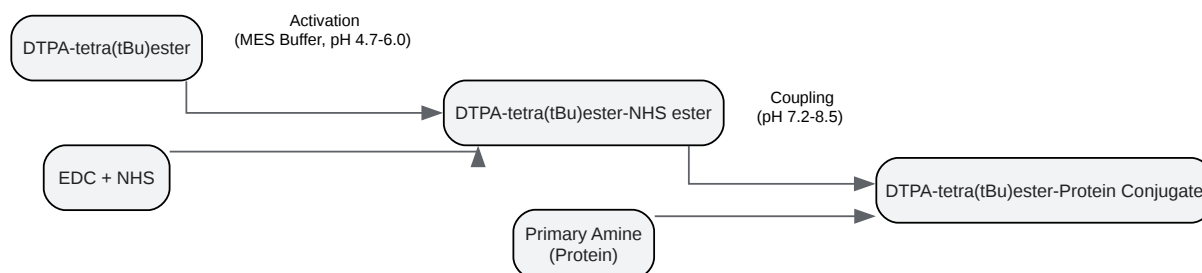 DTPA-tetra(tBu)ester
Activation
(MES Buffer, pH 4.7-6.0)
DTPA-tetra(tBu)ester-NHS ester
Coupling
(pH 7.2-8.5)
EDC + NHS
DTPA-tetra(tBu)ester-Protein Conjugate
Primary Amine
(Protein)